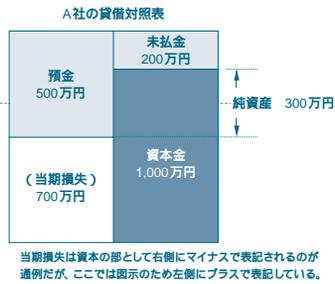 A社の貸借対照表
未払金
200万円
預金
500万円
純資産 300万円
資本金
1,000万円
(当期損失)
700万円
当期損失は資本の部として右側にマイナスで表記されるのが
通例だが、ここでは図示のため左側にプラスで表記している。